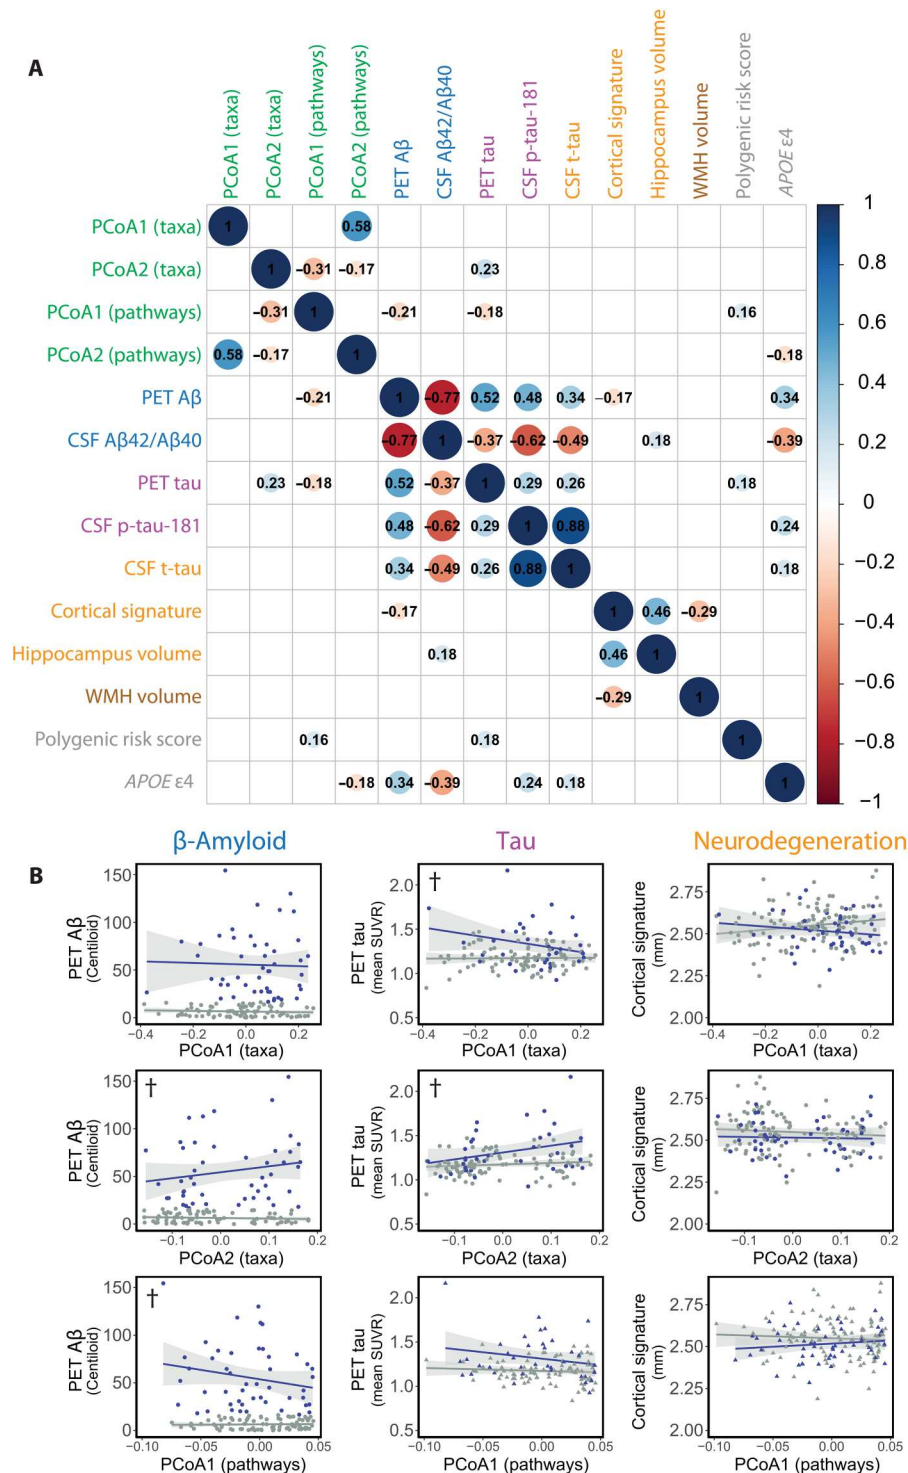 A
PCoA1 (taxa)
PCoA2 (taxa)
PCoA1 (pathways)
PCoA2 (pathways)
PET Aβ
CSF Aβ42/Aβ40
PET tau
CSF p-tau-181
CSF t-tau
Cortical signature
Hippocampus volume
WMH volume
Polygenic risk score
APOE ε4
PCoA1 (taxa) 1 0.58
PCoA2 (taxa) 1 −0.31 −0.17 0.23
PCoA1 (pathways) −0.31 1 −0.21 −0.18 0.16
PCoA2 (pathways) 0.58 −0.17 1 −0.18
PET Aβ −0.21 1 −0.77 0.52 0.48 0.34 −0.17 0.34
CSF Aβ42/Aβ40 −0.77 1 −0.37 −0.62 −0.49 0.18 −0.39
PET tau 0.23 −0.18 0.52 −0.37 1 0.29 0.26 0.18
CSF p-tau-181 0.48 −0.62 0.29 1 0.88 0.24
CSF t-tau 0.34 −0.49 0.26 0.88 1 0.18
Cortical signature −0.17 1 0.46 −0.29
Hippocampus volume 0.18 0.46 1
WMH volume −0.29 1
Polygenic risk score 0.16 0.18 1
APOE ε4 −0.18 0.34 −0.39 0.24 0.18 1
1
0.8
0.6
0.4
0.2
0
−0.2
−0.4
−0.6
−0.8
−1
B
β-Amyloid
Tau
Neurodegeneration
PET Aβ
(Centiloid)
150
100
50
0
−0.4 −0.2 0.0 0.2
PCoA1 (taxa)
†
PET tau
(mean SUVR)
2.0
1.5
1.0
0.5
−0.4 −0.2 0.0 0.2
PCoA1 (taxa)
Cortical signature
(mm)
2.75
2.50
2.25
2.00
−0.4 −0.2 0.0 0.2
PCoA1 (taxa)
†
PET Aβ
(Centiloid)
150
100
50
0
−0.1 0.0 0.1 0.2
PCoA2 (taxa)
†
PET tau
(mean SUVR)
2.0
1.5
1.0
0.5
−0.1 0.0 0.1 0.2
PCoA2 (taxa)
Cortical signature
(mm)
2.75
2.50
2.25
2.00
−0.1 0.0 0.1 0.2
PCoA2 (taxa)
†
PET Aβ
(Centiloid)
150
100
50
0
−0.10 −0.05 0.00 0.05
PCoA1 (pathways)
PET tau
(mean SUVR)
2.0
1.5
1.0
0.5
−0.10 −0.05 0.00 0.05
PCoA1 (pathways)
Cortical signature
(mm)
2.75
2.50
2.25
2.00
−0.10 −0.05 0.00 0.05
PCoA1 (pathways)